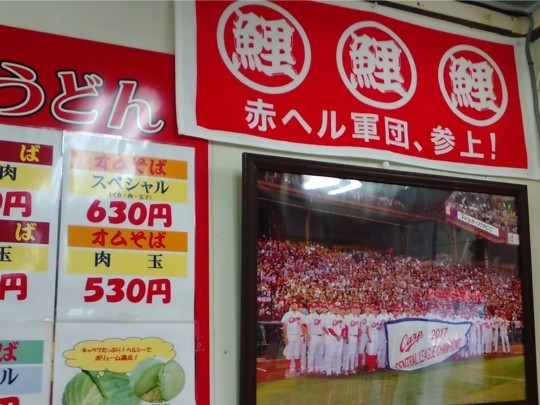 鯉 鯉 鯉
赤ヘル軍団、参上!
うどん
ば
肉
円
ば
玉
円
ば
ル
オムそば
スペシャル
(イカ・肉・玉子)
630円
オムそば
肉 玉
530円
キャベツたっぷり!ヘルシーで
ボリューム満点!
Carp 2017
CENTRAL LEAGUE